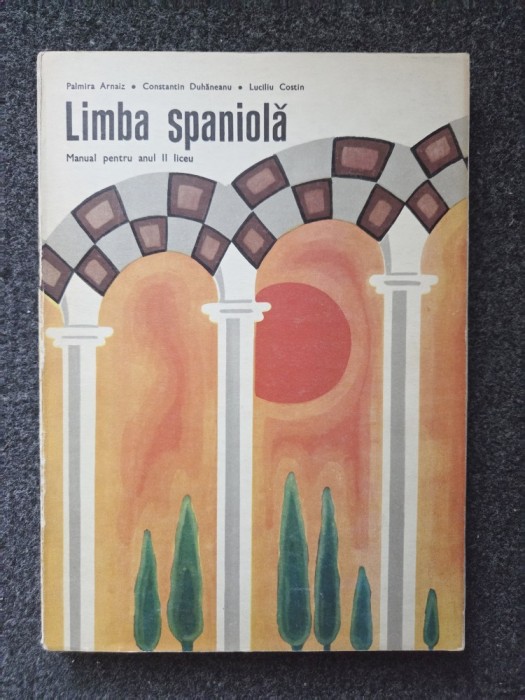 Palmira Arnaiz • Constantin Duhăneanu • Luciliu Costin
Limba spaniolă
Manual pentru anul II liceu